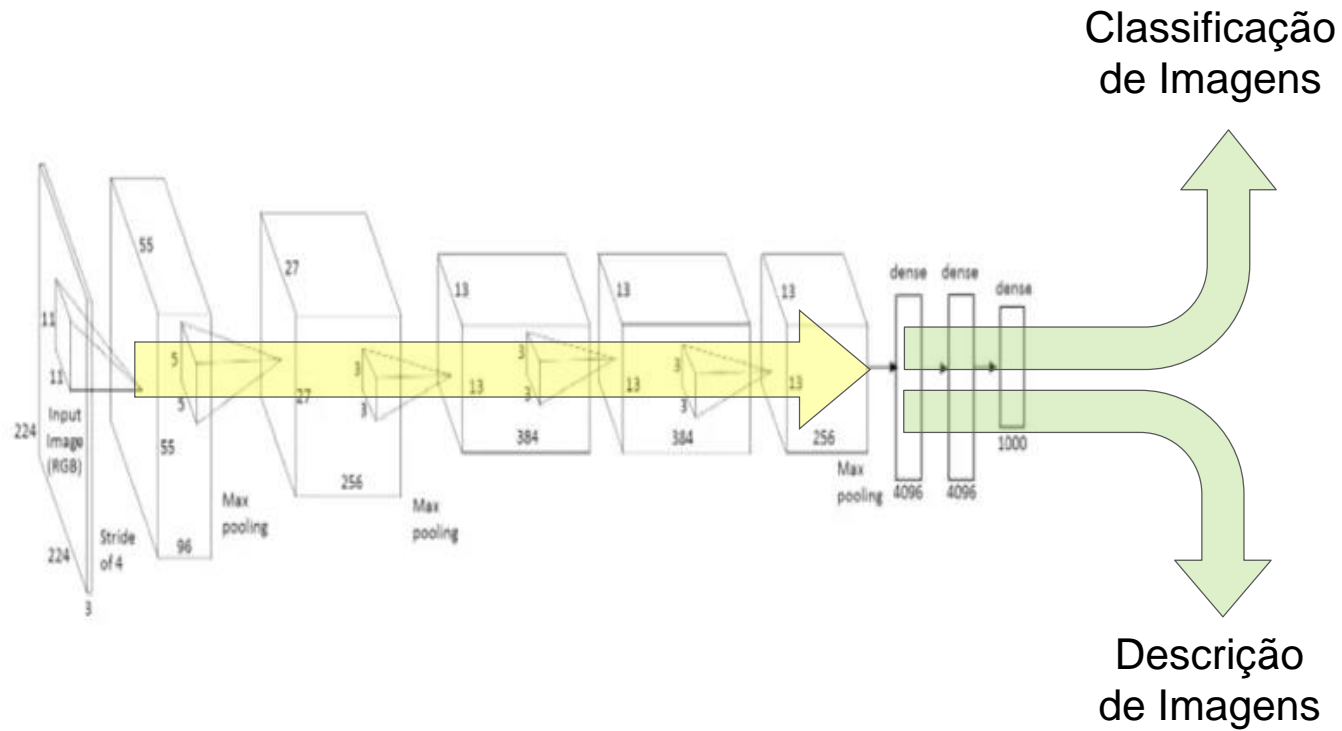 Classificação
de Imagens
55
27
13
13
13
dense
dense
dense
11
11
5
5
3
3
3
3
3
3
13
13
13
27
55
Input
Image
(RGB)
224
224
3
Stride
of 4
96
Max
pooling
256
Max
pooling
384
384
256
Max
pooling
4096
4096
1000
Descrição
de Imagens